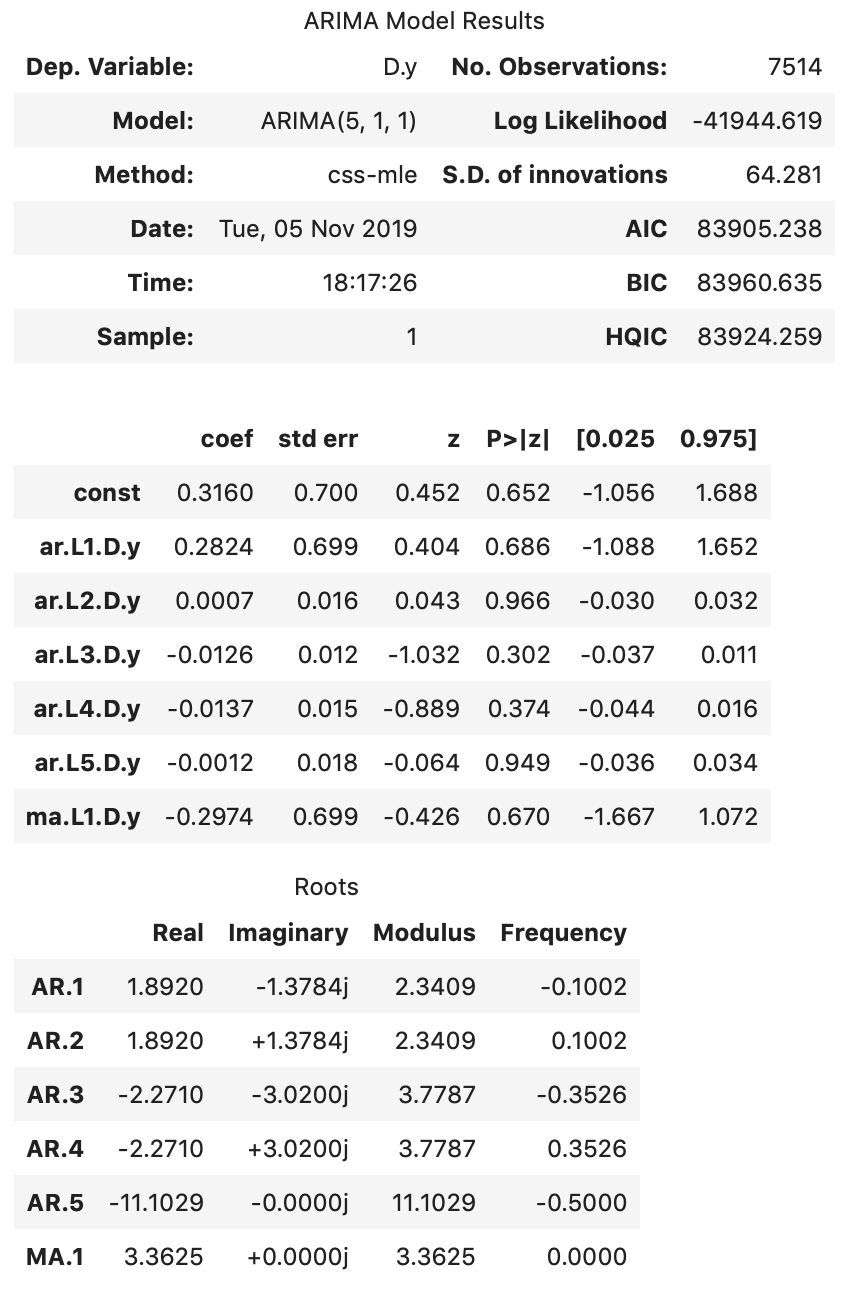 ARIMA Model Results
Dep. Variable: D.y No. Observations: 7514
Model: ARIMA(5, 1, 1) Log Likelihood -41944.619
Method: css-mle S.D. of innovations 64.281
Date: Tue, 05 Nov 2019 AIC 83905.238
Time: 18:17:26 BIC 83960.635
Sample: 1 HQIC 83924.259
coef std err z P>|z| [0.025 0.975]
const 0.3160 0.700 0.452 0.652 -1.056 1.688
ar.L1.D.y 0.2824 0.699 0.404 0.686 -1.088 1.652
ar.L2.D.y 0.0007 0.016 0.043 0.966 -0.030 0.032
ar.L3.D.y -0.0126 0.012 -1.032 0.302 -0.037 0.011
ar.L4.D.y -0.0137 0.015 -0.889 0.374 -0.044 0.016
ar.L5.D.y -0.0012 0.018 -0.064 0.949 -0.036 0.034
ma.L1.D.y -0.2974 0.699 -0.426 0.670 -1.667 1.072
Roots
Real Imaginary Modulus Frequency
AR.1 1.8920 -1.3784j 2.3409 -0.1002
AR.2 1.8920 +1.3784j 2.3409 0.1002
AR.3 -2.2710 -3.0200j 3.7787 -0.3526
AR.4 -2.2710 +3.0200j 3.7787 0.3526
AR.5 -11.1029 -0.0000j 11.1029 -0.5000
MA.1 3.3625 +0.0000j 3.3625 0.0000